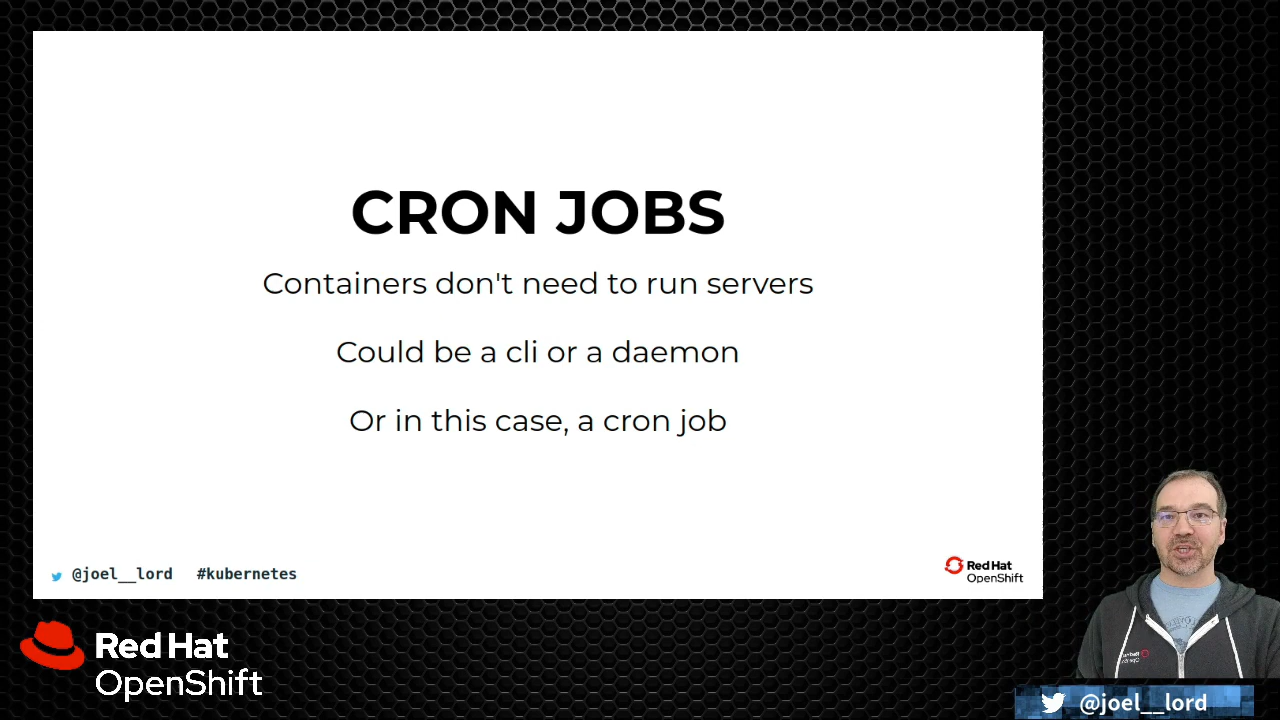 CRON JOBS
Containers don't need to run servers
Could be a cli or a daemon
Or in this case, a cron job
@joel__lord #kubernetes
Red Hat
OpenShift
Red Hat
OpenShift
@joel__lord